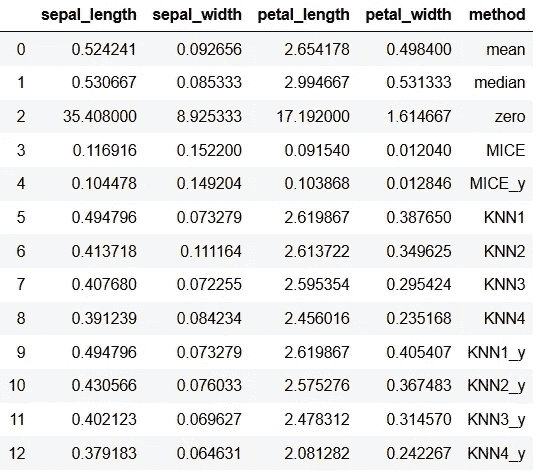 sepal_length sepal_width petal_length petal_width method
0 0.524241 0.092656 2.654178 0.498400 mean
1 0.530667 0.085333 2.994667 0.531333 median
2 35.408000 8.925333 17.192000 1.614667 zero
3 0.116916 0.152200 0.091540 0.012040 MICE
4 0.104478 0.149204 0.103868 0.012846 MICE_y
5 0.494796 0.073279 2.619867 0.387650 KNN1
6 0.413718 0.111164 2.613722 0.349625 KNN2
7 0.407680 0.072255 2.595354 0.295424 KNN3
8 0.391239 0.084234 2.456016 0.235168 KNN4
9 0.494796 0.073279 2.619867 0.405407 KNN1_y
10 0.430566 0.076033 2.575276 0.367483 KNN2_y
11 0.402123 0.069627 2.478312 0.314570 KNN3_y
12 0.379183 0.064631 2.081282 0.242267 KNN4_y